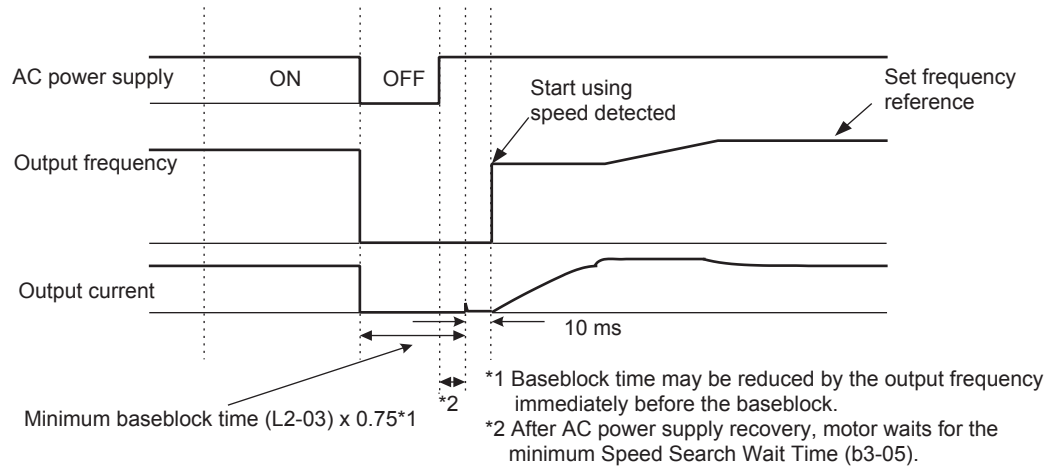 AC power supply
ON
OFF
Start using
speed detected
Set frequency
reference
Output frequency
Output current
10 ms
Minimum baseblock time (L2-03) x 0.75*1
*2
*1 Baseblock time may be reduced by the output frequency
immediately before the baseblock.
*2 After AC power supply recovery, motor waits for the
minimum Speed Search Wait Time (b3-05).